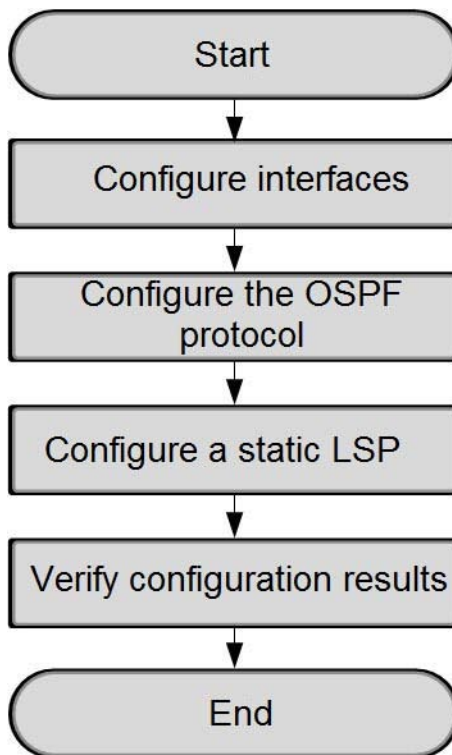 Start
Configure interfaces
Configure the OSPF
protocol
Configure a static LSP
Verify configuration results
End